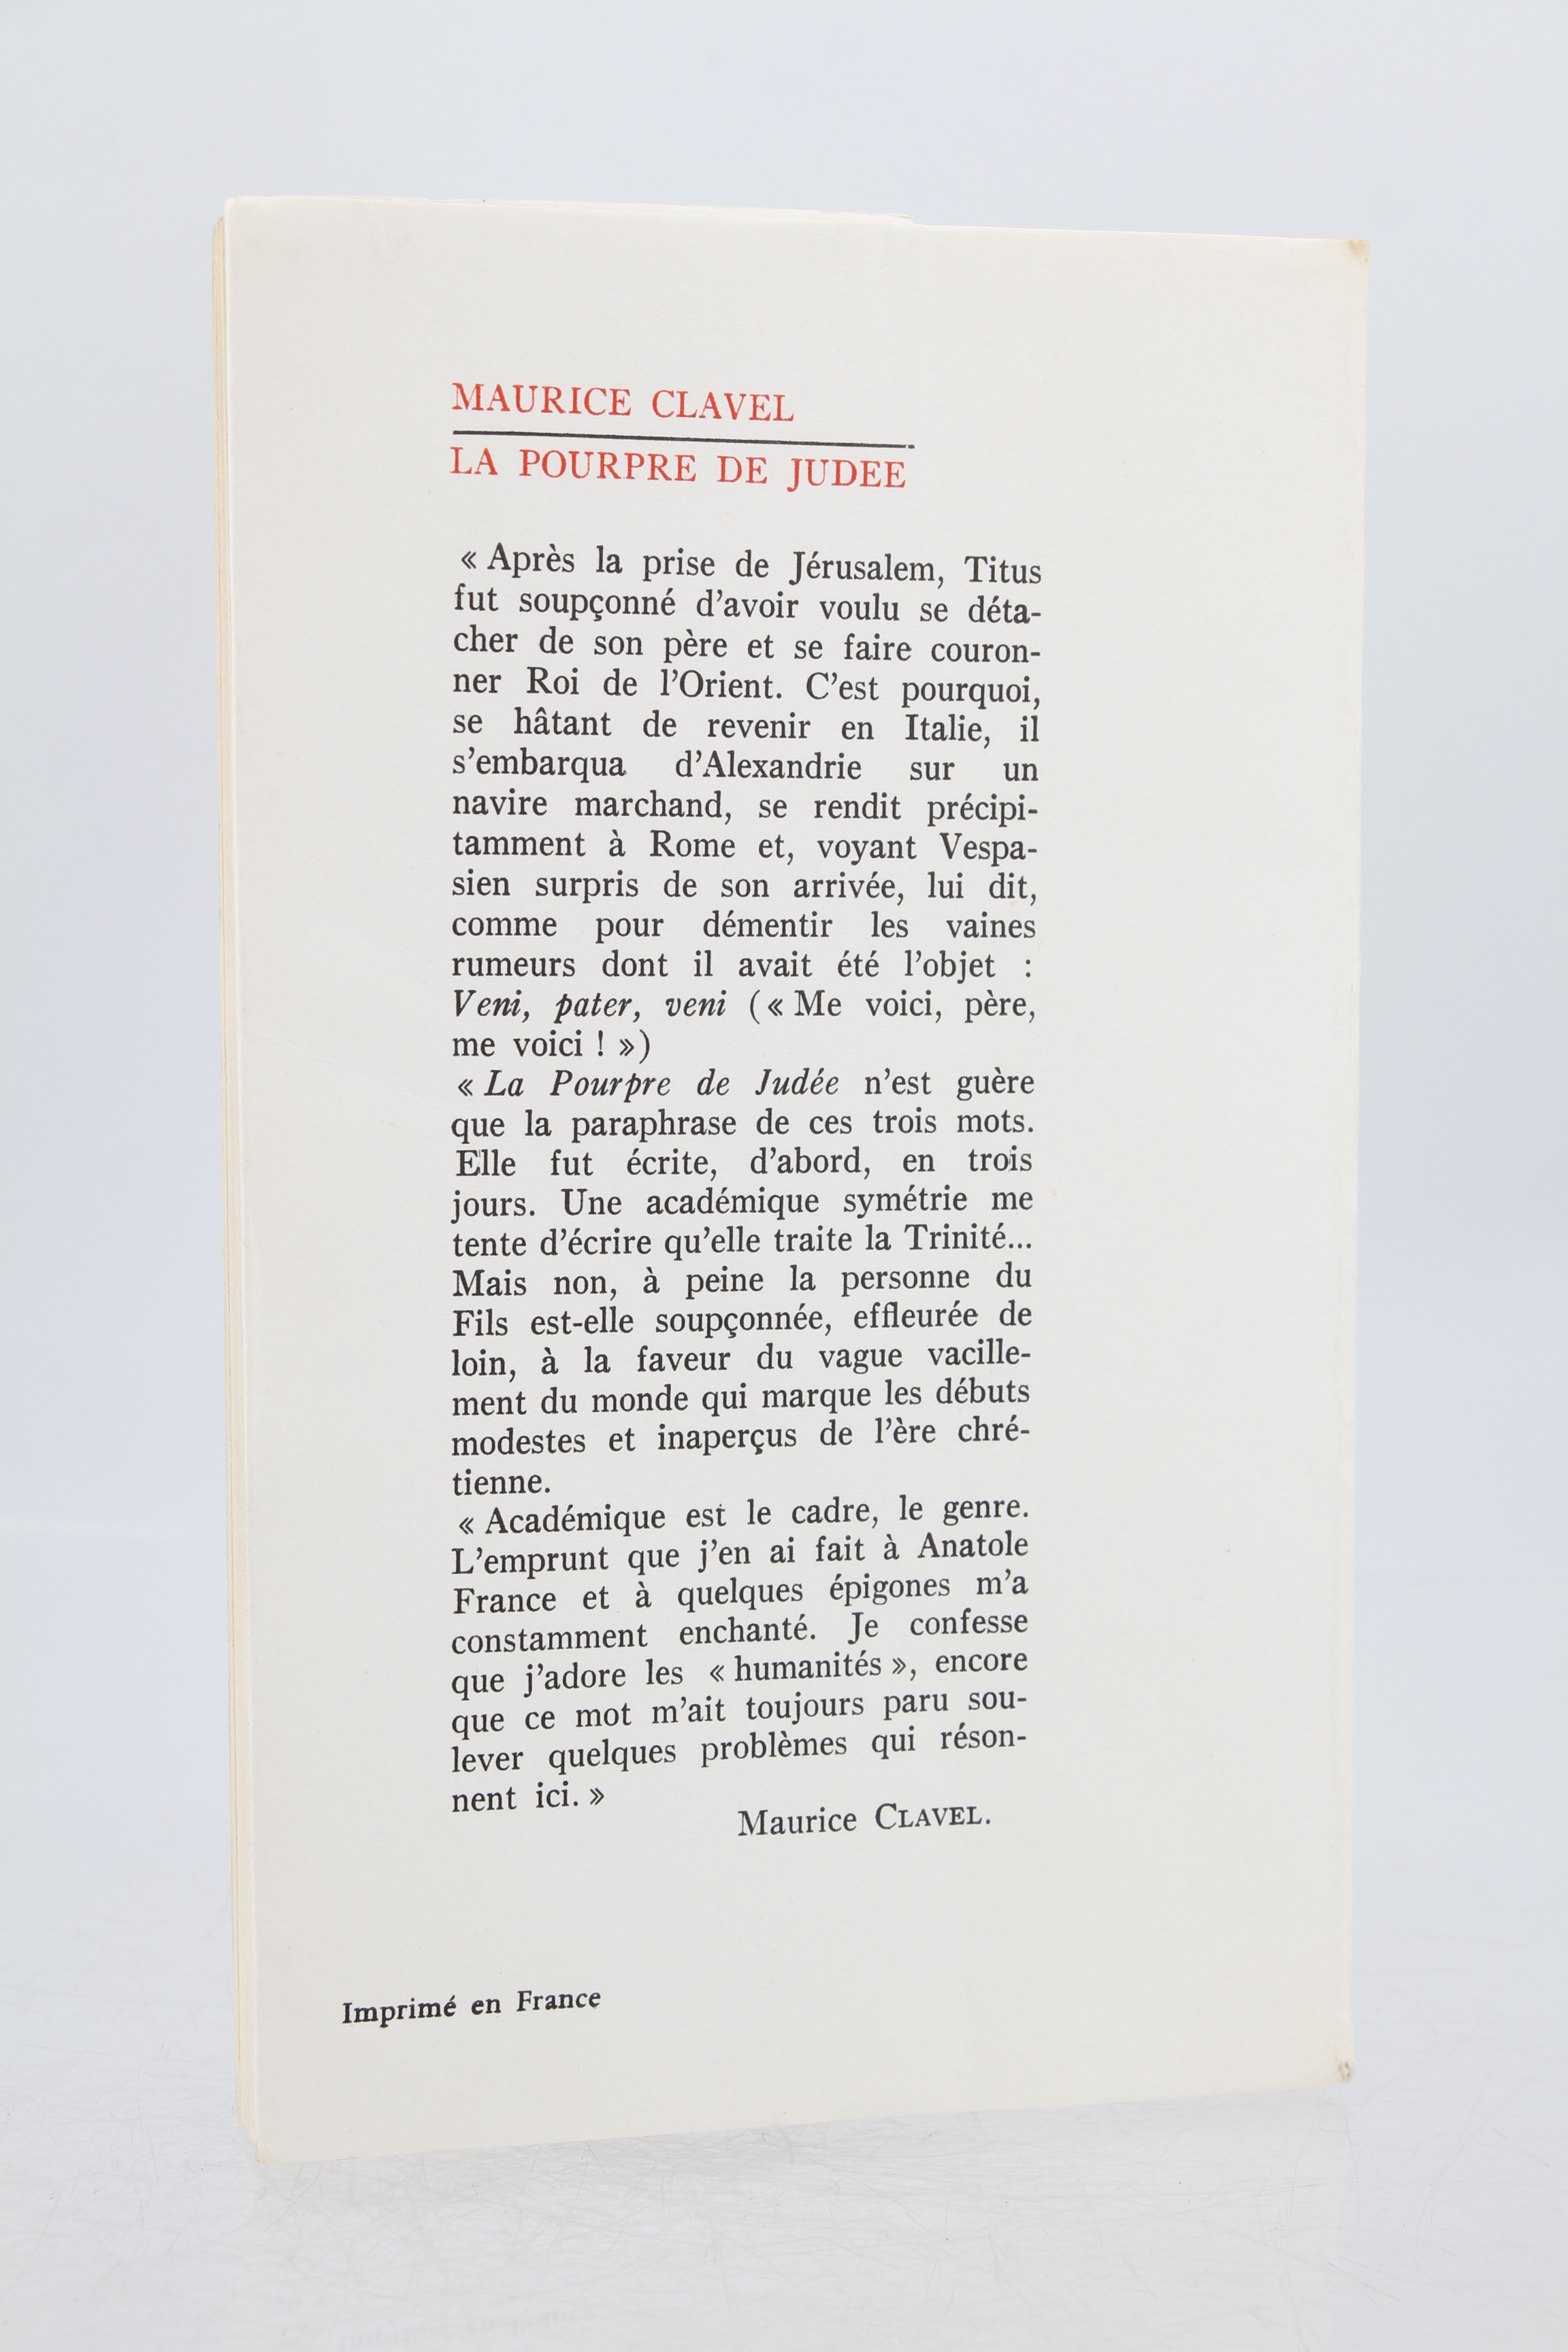 MAURICE CLAVEL
LA POURPRE DE JUDEE
« Après la prise de Jérusalem, Titus
fut soupçonné d'avoir voulu se déta-
cher de son père et se faire couron-
ner Roi de l'Orient. C'est pourquoi,
se hâtant de revenir en Italie, il
s'embarqua d'Alexandrie sur un
navire marchand, se rendit précipi-
tamment à Rome et, voyant Vespa-
sien surpris de son arrivée, lui dit,
comme pour démentir les vaines
rumeurs dont il avait été l'objet :
Veni, pater, veni (« Me voici, père,
me voici ! »)
« La Pourpre de Judée n'est guère
que la paraphrase de ces trois mots.
Elle fut écrite, d'abord, en trois
jours. Une académique symétrie me
tente d'écrire qu'elle traite la Trinité...
Mais non, à peine la personne du
Fils est-elle soupçonnée, effleurée de
loin, à la faveur du vague vacille-
ment du monde qui marque les débuts
modestes et inaperçus de l'ère chré-
tienne.
« Académique est le cadre, le genre.
L'emprunt que j'en ai fait à Anatole
France et à quelques épigones m'a
constamment enchanté. Je confesse
que j'adore les « humanités », encore
que ce mot m'ait toujours paru sou-
lever quelques problèmes qui réson-
nent ici. »
Maurice CLAVEL.
Imprimé en France